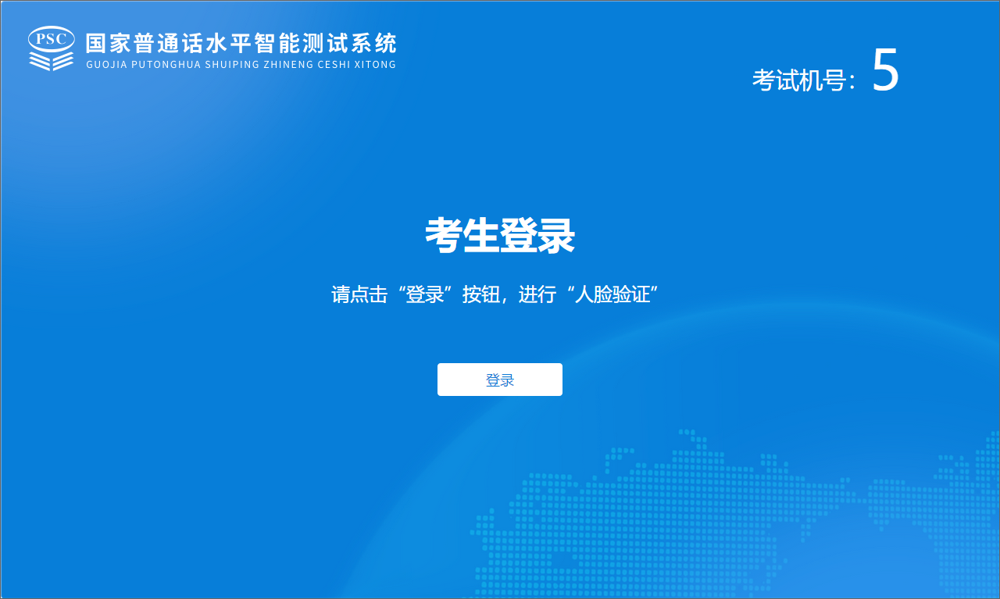 PSC
国家普通话水平智能测试系统
GUOJIA PUTONGHUA SHUIPING ZHINENG CESHI XITONG
考试机号：5
考生登录
请点击“登录”按钮，进行“人脸验证”
登录